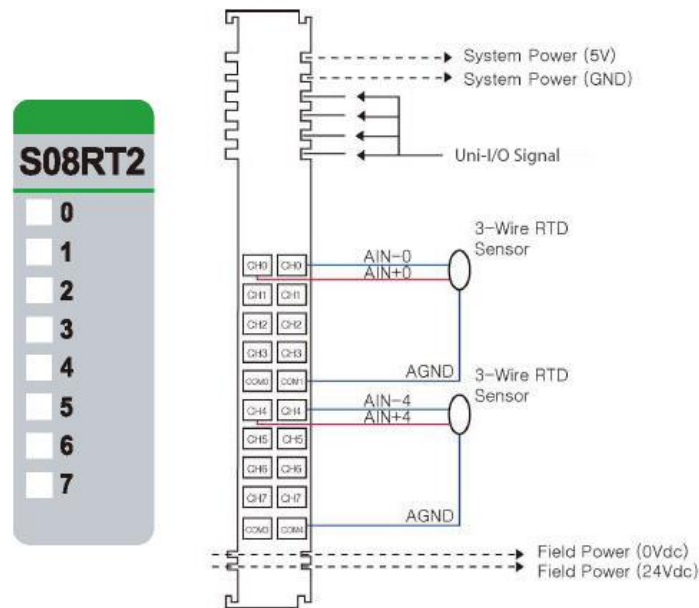 S08RT2
0
1
2
3
4
5
6
7
System Power (5V)
System Power (GND)
Uni-I/O Signal
3-Wire RTD
Sensor
CH0 CH0 AIN-0
AIN+0
CH1 CH1
CH2 CH2
CH3 CH3
COM0 COM1 AGND
3-Wire RTD
Sensor
CH4 CH4 AIN-4
AIN+4
CH5 CH5
CH6 CH6
CH7 CH7
COM3 COM4 AGND
Field Power (0Vdc)
Field Power (24Vdc)